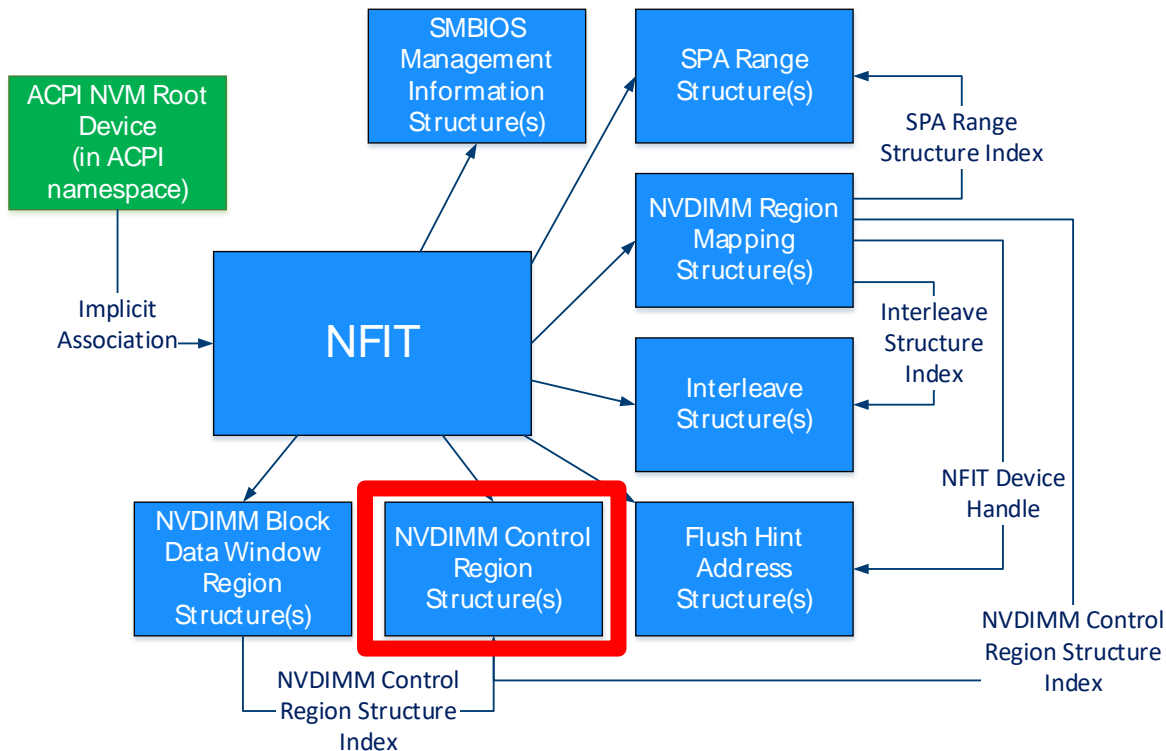 SMBIOS
Management
Information
Structure(s)
SPA Range
Structure(s)
ACPI NVM Root
Device
(in ACPI
namespace)
SPA Range
Structure Index
NVDIMM Region
Mapping
Structure(s)
Implicit
Association
NFIT
Interleave
Structure
Index
Interleave
Structure(s)
NFIT Device
Handle
NVDIMM Block
Data Window
Region
Structure(s)
NVDIMM Control
Region
Structure(s)
Flush Hint
Address
Structure(s)
NVDIMM Control
Region Structure
Index
NVDIMM Control
Region Structure
Index